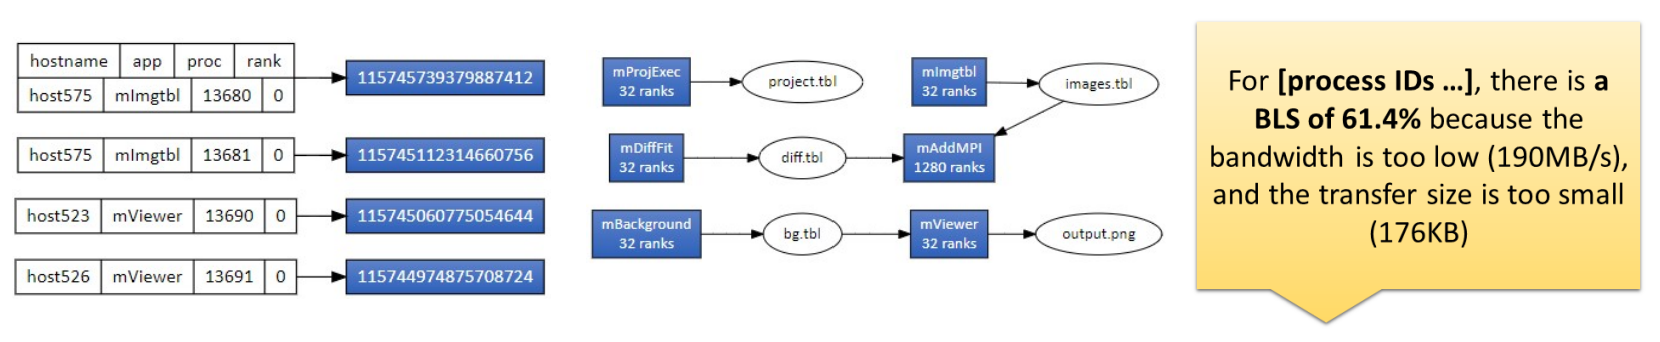 hostname app proc rank
host575 mImgtbl 13680 0
115745739379887412
host575 mImgtbl 13681 0
115745112314660756
host523 mViewer 13690 0
115745060775054644
host526 mViewer 13691 0
115744974875708724
mProjExec
32 ranks
project.tbl
mImgtbl
32 ranks
images.tbl
mDiffFit
32 ranks
diff.tbl
mAddMPI
1280 ranks
mBackground
32 ranks
bg.tbl
mViewer
32 ranks
output.png
For [process IDs ...], there is a
BLS of 61.4% because the
bandwidth is too low (190MB/s),
and the transfer size is too small
(176KB)